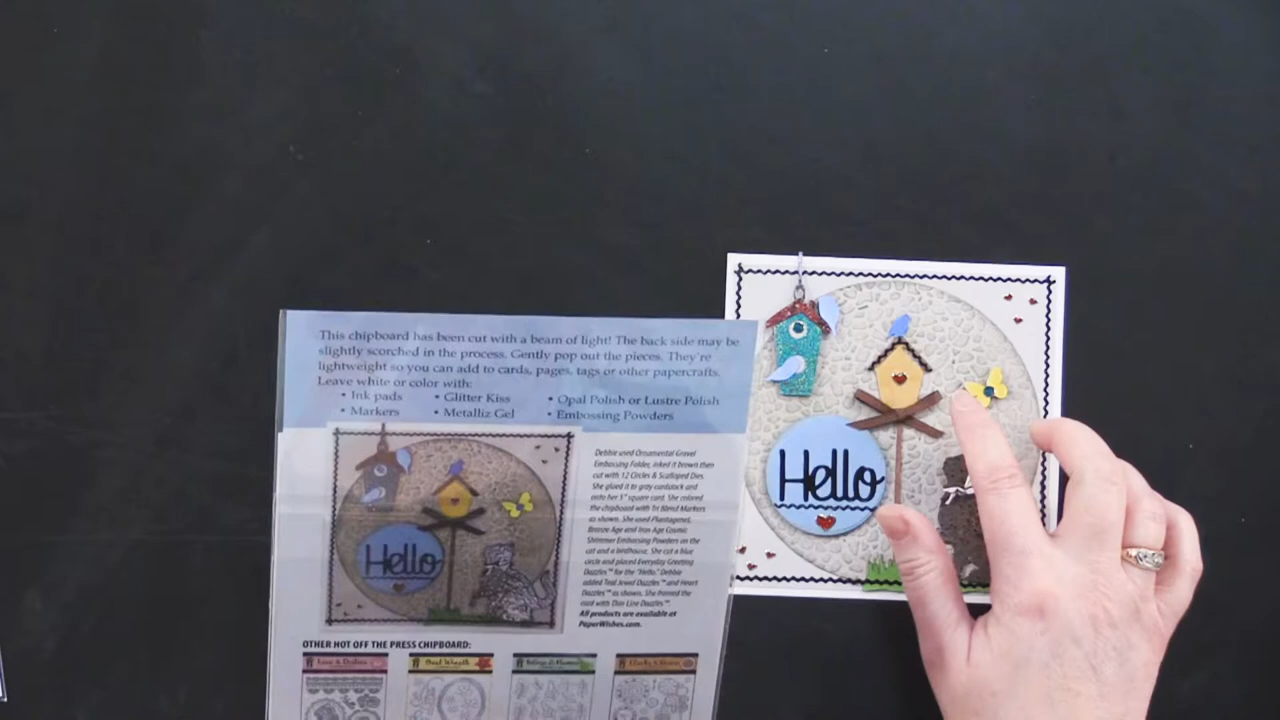 This chipboard has been cut with a beam of light! The back side may be
slightly scorched in the process. Gently pop out the pieces. They're
lightweight so you can add to cards, pages, tags or other papercrafts.
Leave white or color with:
• Ink pads • Glitter Kiss • Opal Polish or Lustre Polish
• Markers • Metalliz Gel • Embossing Powders
Debbie used Ornamental Gravel
Embossing Folder, inked it brown then
cut with 12 Circles & Scalloped Dies.
She glued it to gray cardstock and
onto her 5" square card. She colored
the chipboard with Tri Blend Markers
as shown. She used Plantagenet,
Bronze Age and Iron Age Cosmic
Shimmer Embossing Powders on the
cat and a birdhouse. She cut a blue
circle and placed Everyday Greeting
Dazzles™ for the "Hello." Debbie
added Teal Jewel Dazzles™ and Heart
Dazzles™ as shown. She framed the
card with Thin Line Dazzles™.
All products are available at
PaperWishes.com.
Hello
Hello
OTHER HOT OFF THE PRESS CHIPBOARD: